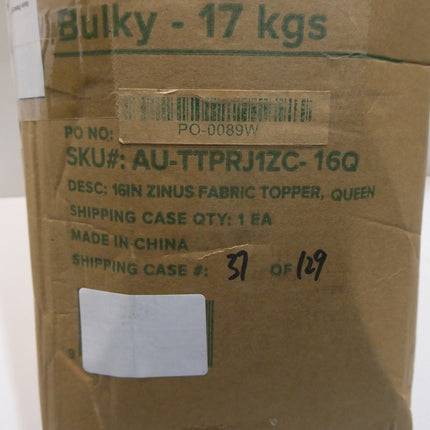 Bulky - 17 kgs
PO NO:
PO-0089W
SKU#: AU-TTPRJ1ZC- 16Q
DESC: 16IN ZINUS FABRIC TOPPER, QUEEN
SHIPPING CASE QTY: 1 EA
MADE IN CHINA
SHIPPING CASE #: 37 OF 129
9